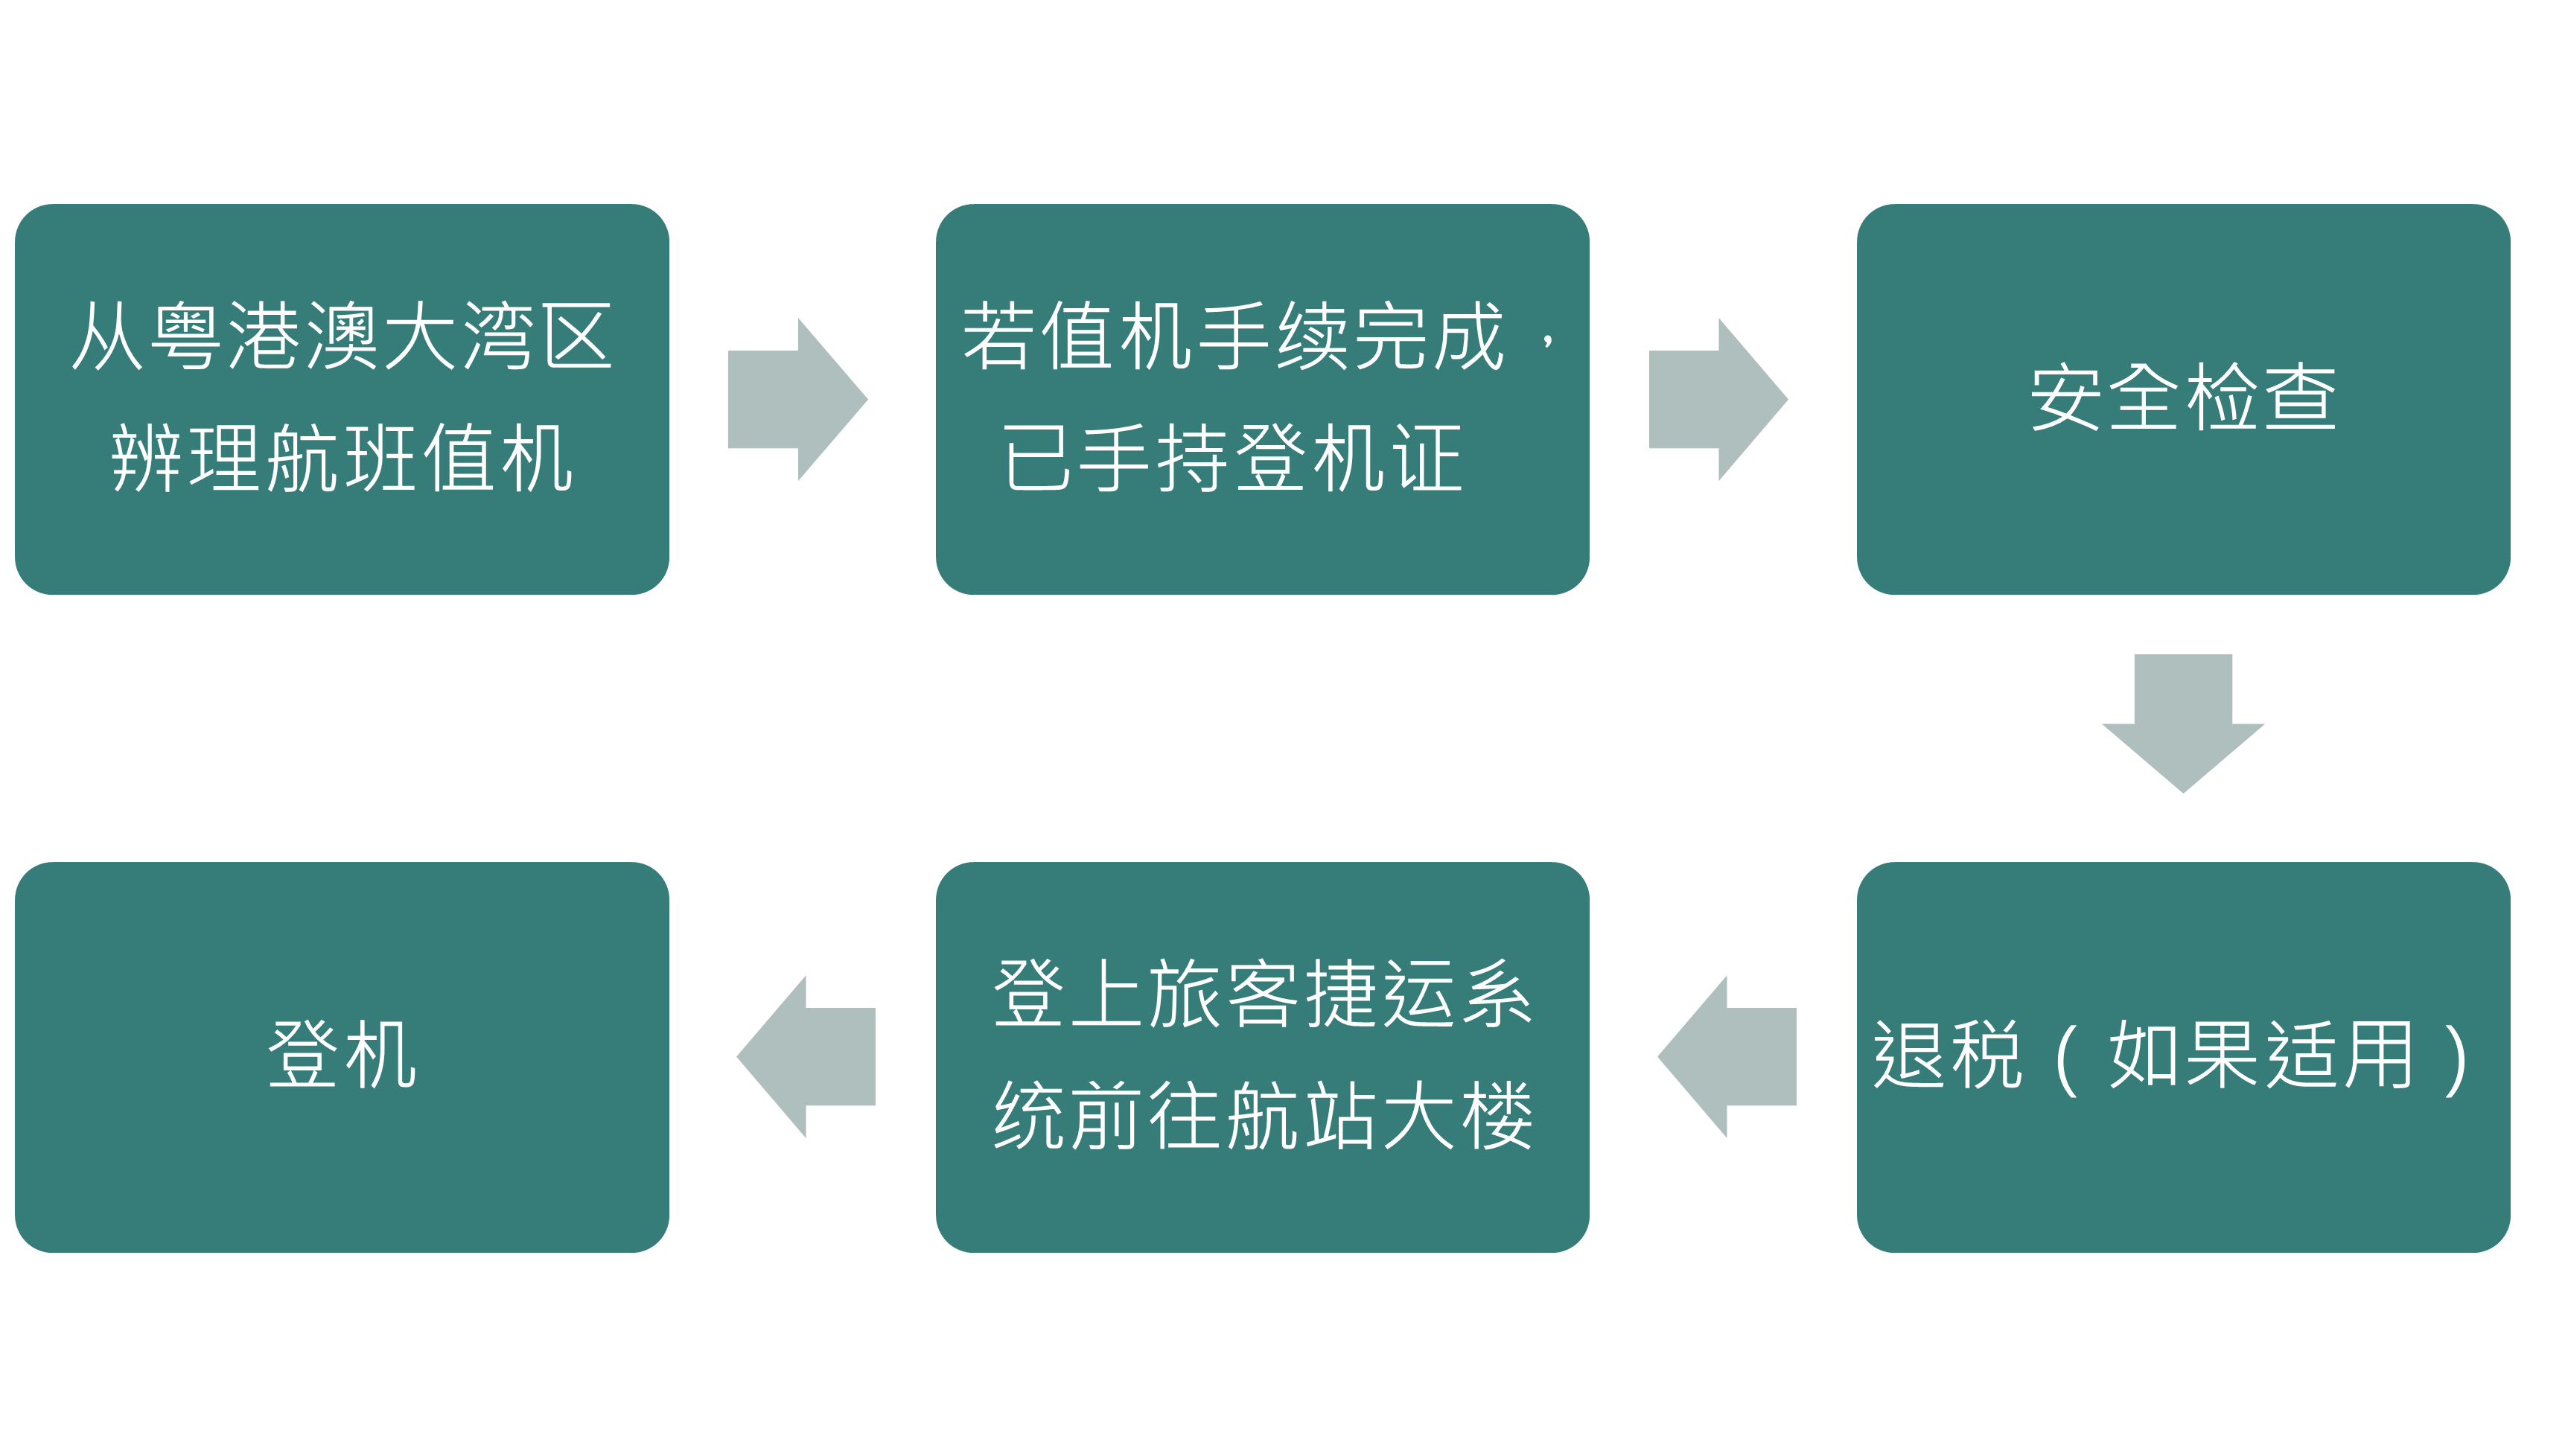 从粤港澳大湾区
辨理航班值机
若值机手续完成，
已手持登机证
安全检查
退税（如果适用）
登上旅客捷运系
统前往航站大楼
登机